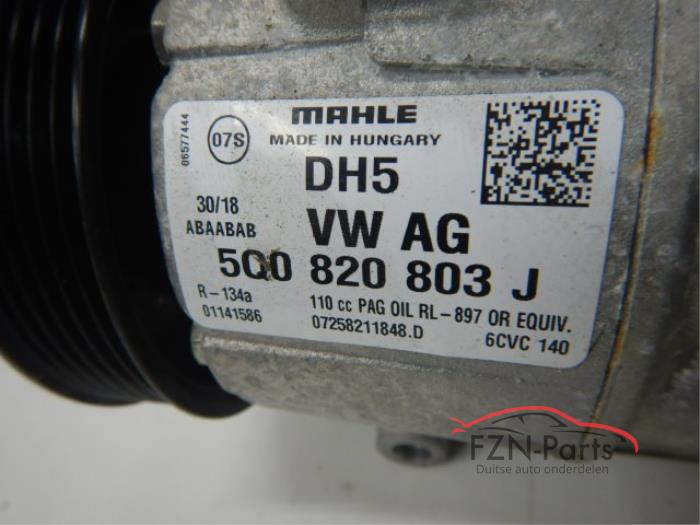 MAHLE
MADE IN HUNGARY
06577444
07S
DH5
30/18
ABAABAB
VW AG
5Q0 820 803 J
R-134a
110 cc PAG OIL RL-897 OR EQUIV.
01141586
07258211848.D
6CVC 140
FZN-Parts
Duitse auto onderdelen